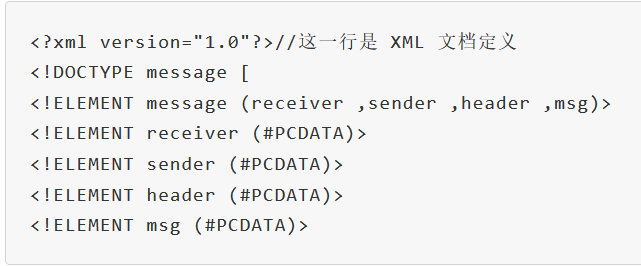 <?xml version="1.0"?>//这一行是 XML 文档定义
<!DOCTYPE message [
<!ELEMENT message (receiver ,sender ,header ,msg)>
<!ELEMENT receiver (#PCDATA)>
<!ELEMENT sender (#PCDATA)>
<!ELEMENT header (#PCDATA)>
<!ELEMENT msg (#PCDATA)>